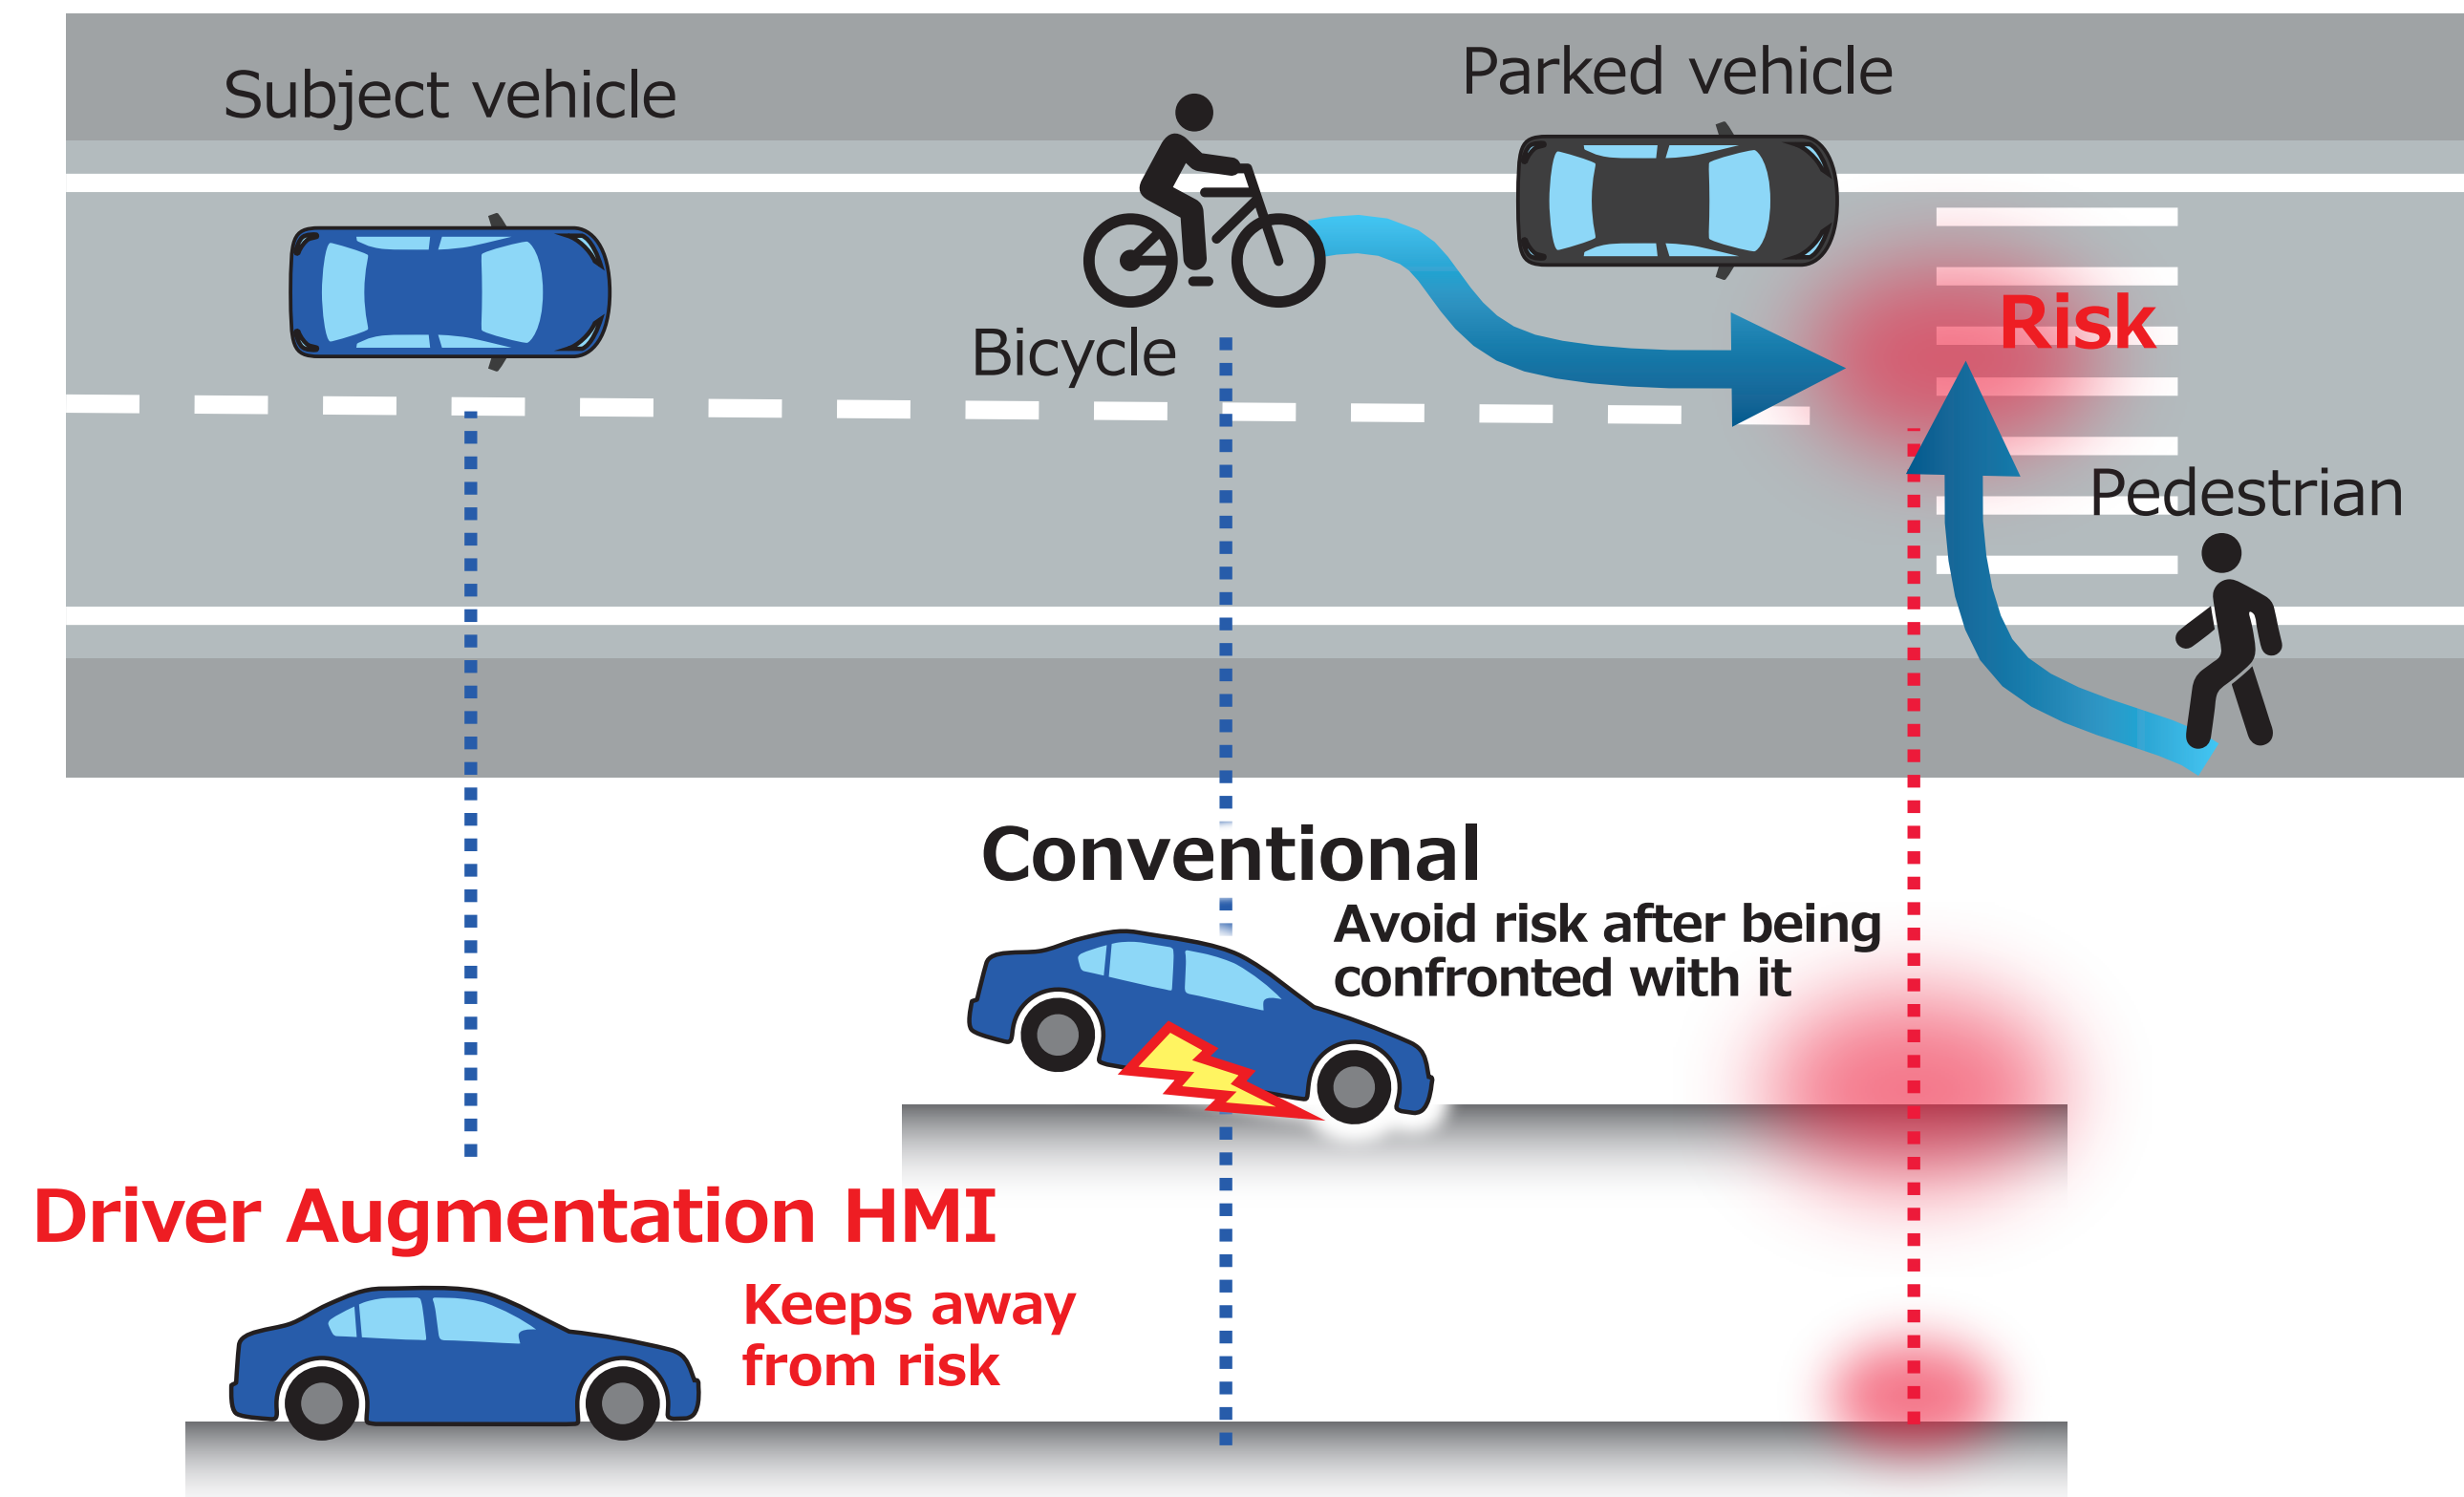 Subject vehicle
Parked vehicle
Bicycle
Risk
Pedestrian
Conventional
Avoid risk after being
confronted with it
Driver Augmentation HMI
Keeps away
from risk